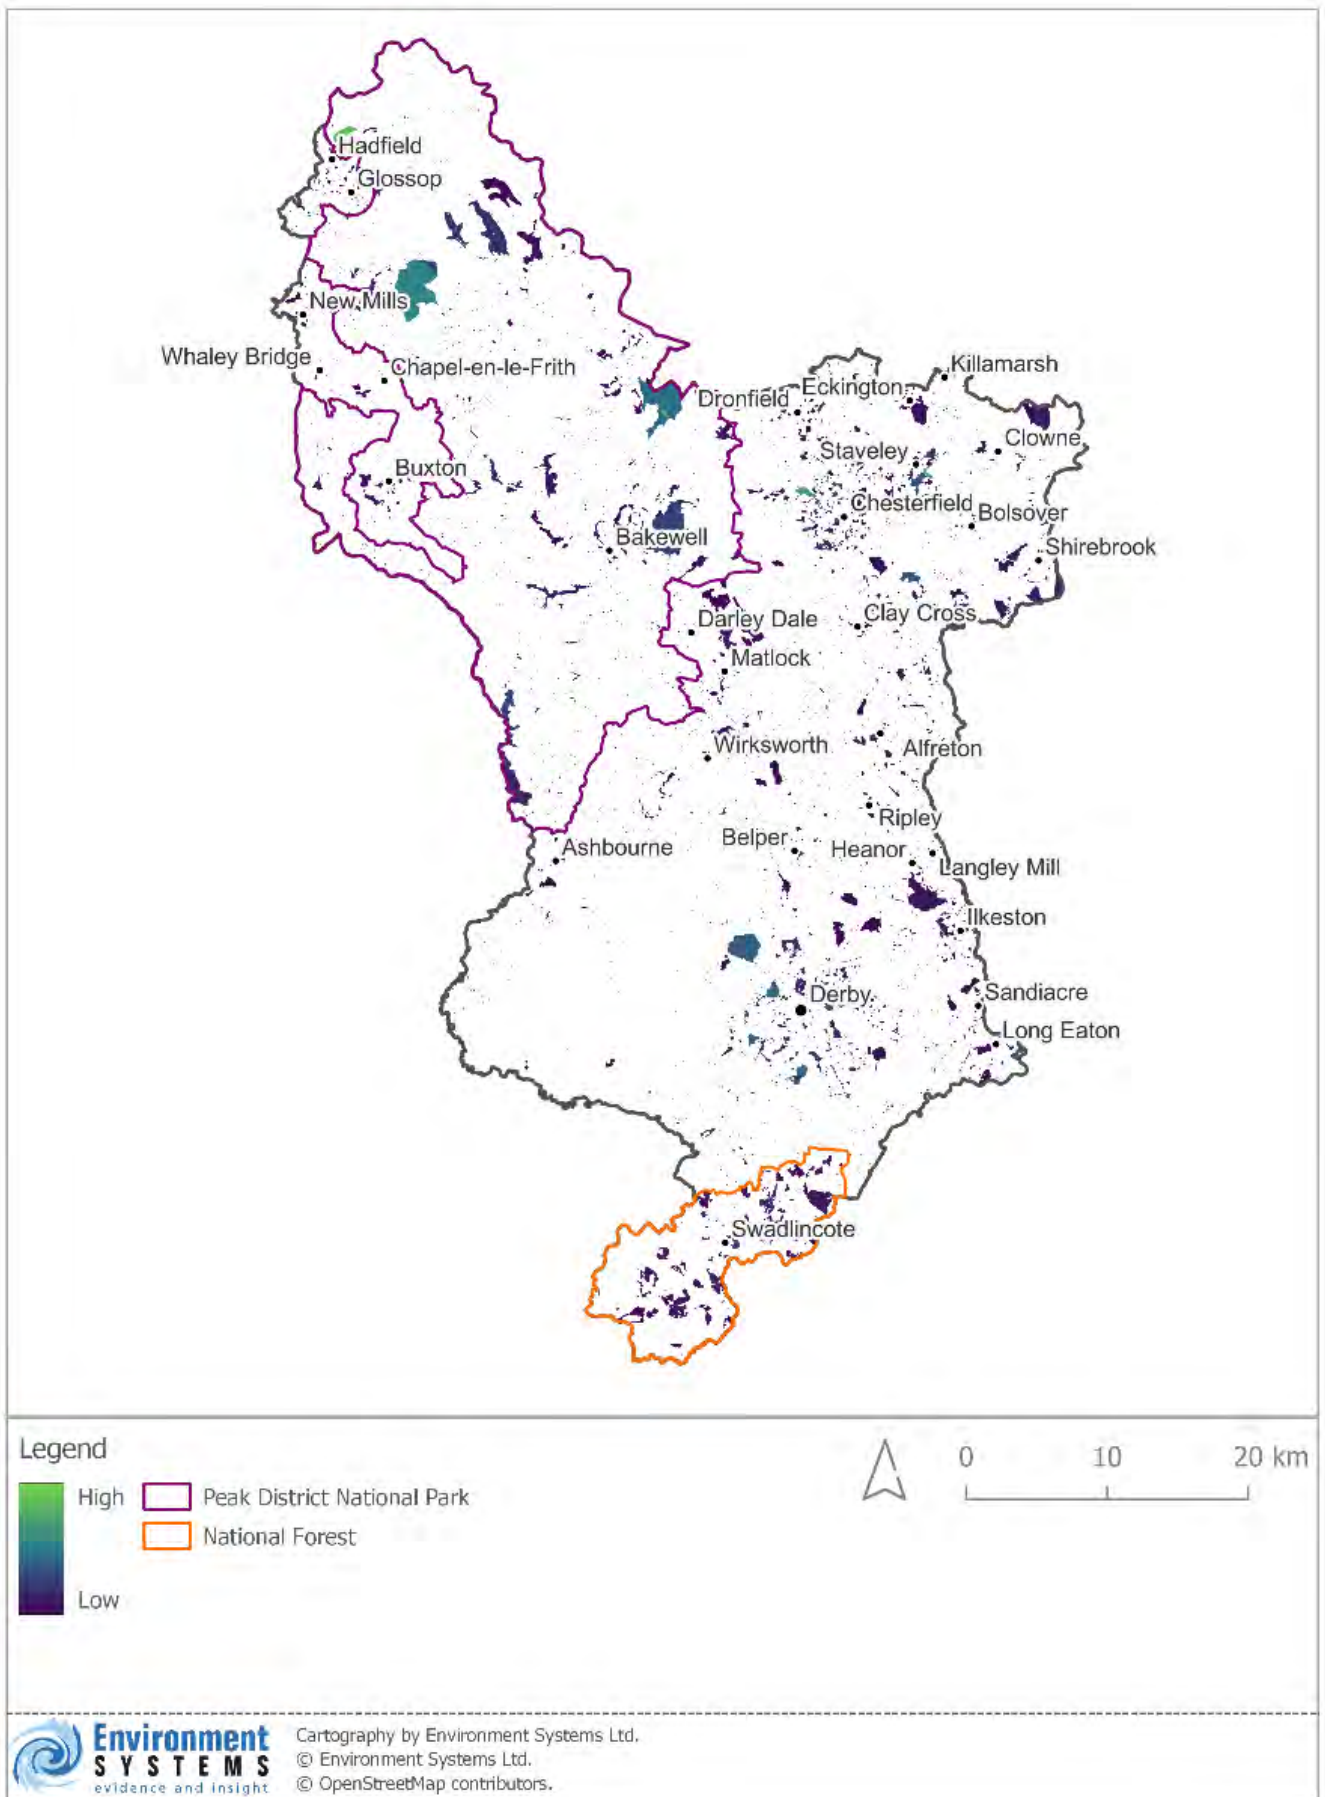 Hadfield
Glossop
New Mills
Whaley Bridge
Chapel-en-le-Frith
Killamarsh
Eckington
Dronfield
Clowne
Staveley
Buxton
Chesterfield
Bolsover
Bakewell
Shirebrook
Darley Dale
Clay Cross
Matlock
Wirksworth
Alfreton
Ripley
Belper
Heanor
Ashbourne
Langley Mill
Ilkeston
Derby
Sandiacre
Long Eaton
Swadlincote
Legend
High
Low
Peak District National Park
National Forest
0 10 20 km
Environment
SYSTEMS
evidence and insight
Cartography by Environment Systems Ltd.
© Environment Systems Ltd.
© OpenStreetMap contributors.